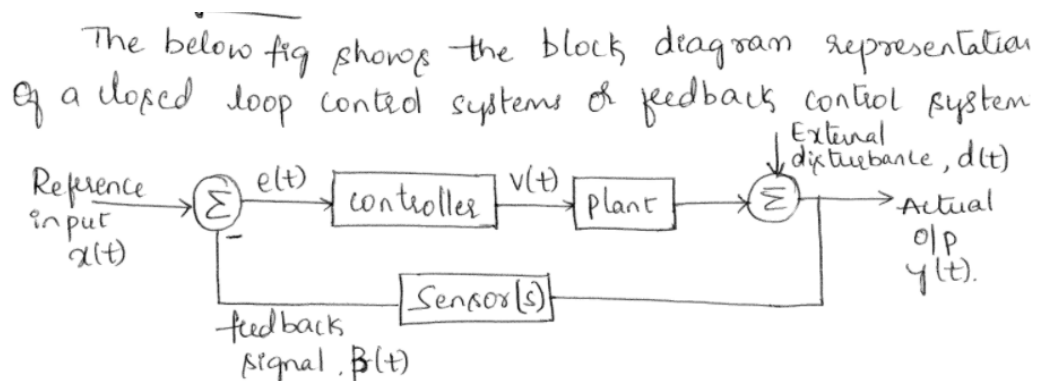 The below fig shows the block diagram representation
of a closed loop control systems or feedback control system
External
disturbance, d(t)
Reference
input
x(t)
Σ
e(t)
controller
v(t)
plant
Σ
Actual
o/p
y(t).
-
Sensor(s)
feedback
signal, β(t)